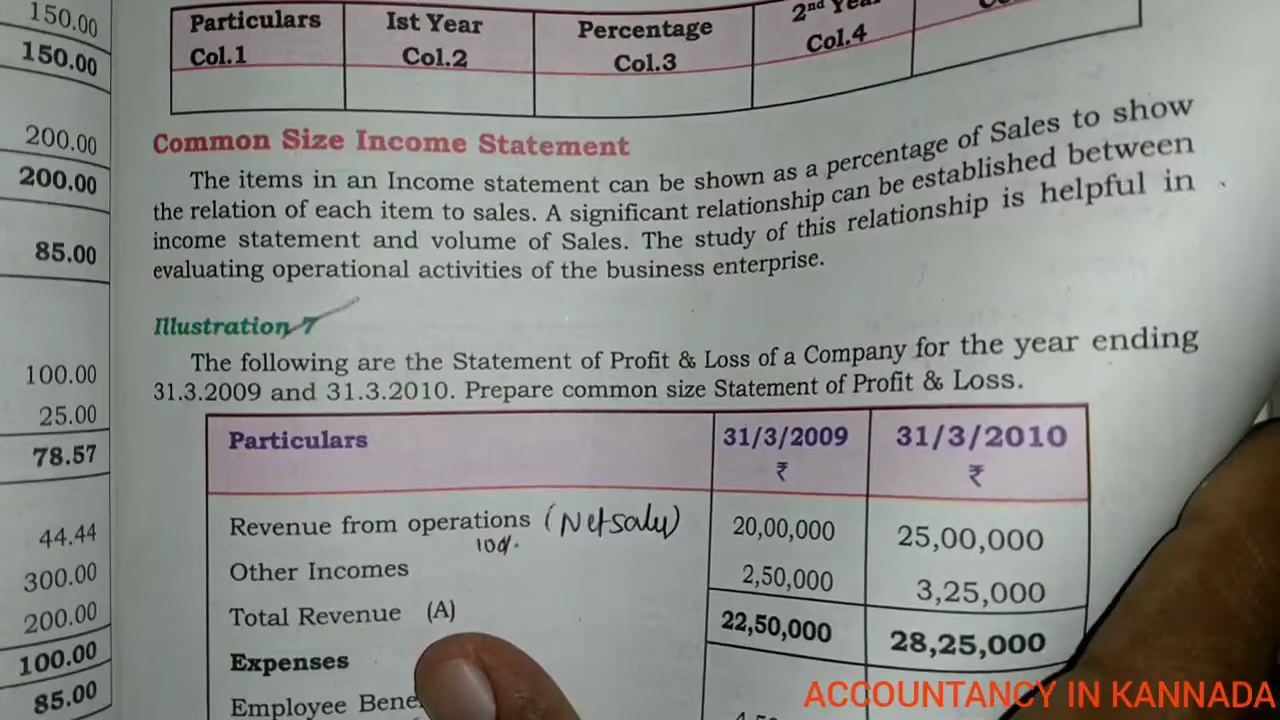 150.00
150.00
200.00
200.00
85.00
100.00
25.00
78.57
44.44
300.00
200.00
100.00
85.00
Particulars Ist Year Percentage 2nd Year
Col.1 Col.2 Col.3 Col.4
Common Size Income Statement
The items in an Income statement can be shown as a percentage of Sales to show
the relation of each item to sales. A significant relationship can be established between
income statement and volume of Sales. The study of this relationship is helpful in
evaluating operational activities of the business enterprise.
Illustration 7
The following are the Statement of Profit & Loss of a Company for the year ending
31.3.2009 and 31.3.2010. Prepare common size Statement of Profit & Loss.
Particulars 31/3/2009 31/3/2010
₹ ₹
Revenue from operations (Net 20,00,000 25,00,000
Other Incomes 2,50,000 3,25,000
Total Revenue (A) 22,50,000 28,25,000
Expenses
Employee
ACCOUNTANCY IN KANNADA